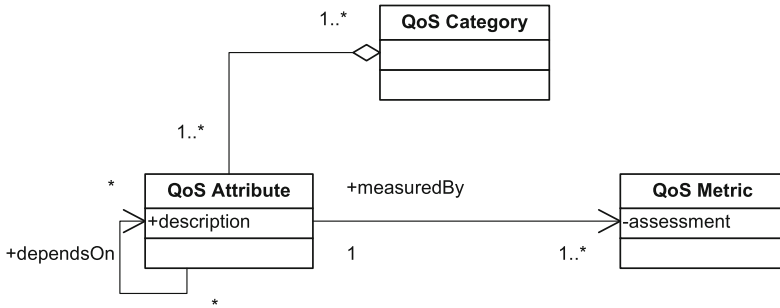 1..*
QoS Category
1..*
*
QoS Attribute
+measuredBy
QoS Metric
+description
-assessment
+dependsOn
1
1..*
*